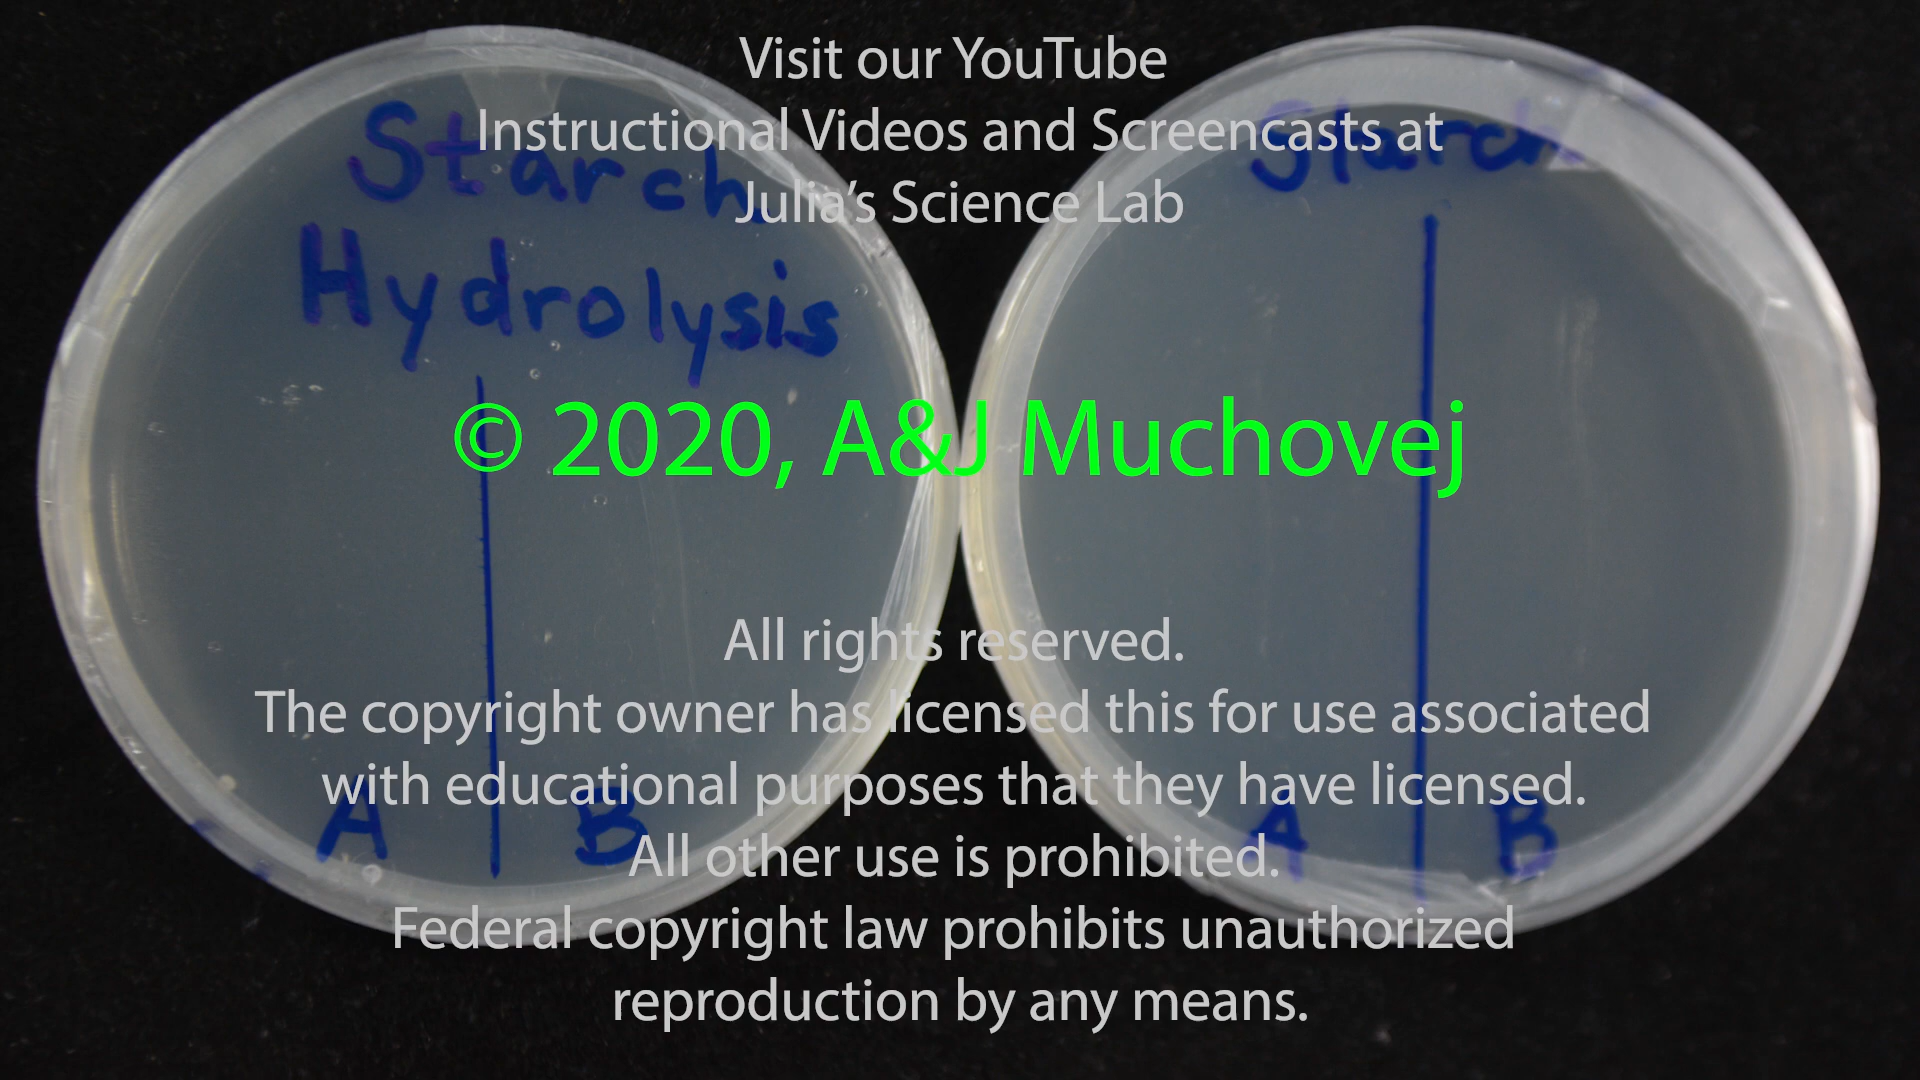 Visit our YouTube
Instructional Videos and Screencasts at
Julia's Science Lab
Starch
Hydrolysis
Starch
© 2020, A&J Muchovej
All rights reserved.
The copyright owner has licensed this for use associated
with educational purposes that they have licensed.
A B
A B
All other use is prohibited.
Federal copyright law prohibits unauthorized
reproduction by any means.